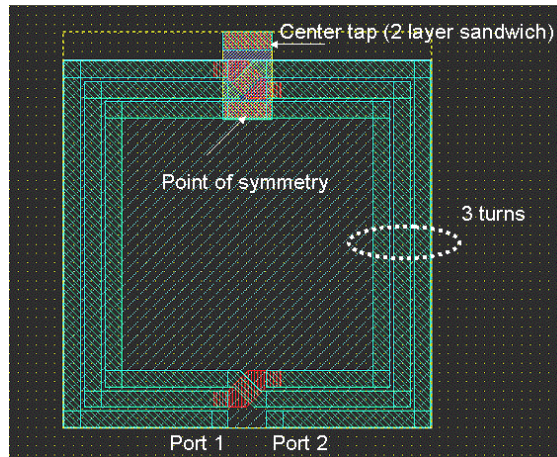 Center tap (2 layer sandwich)
Point of symmetry
3 turns
Port 1
Port 2